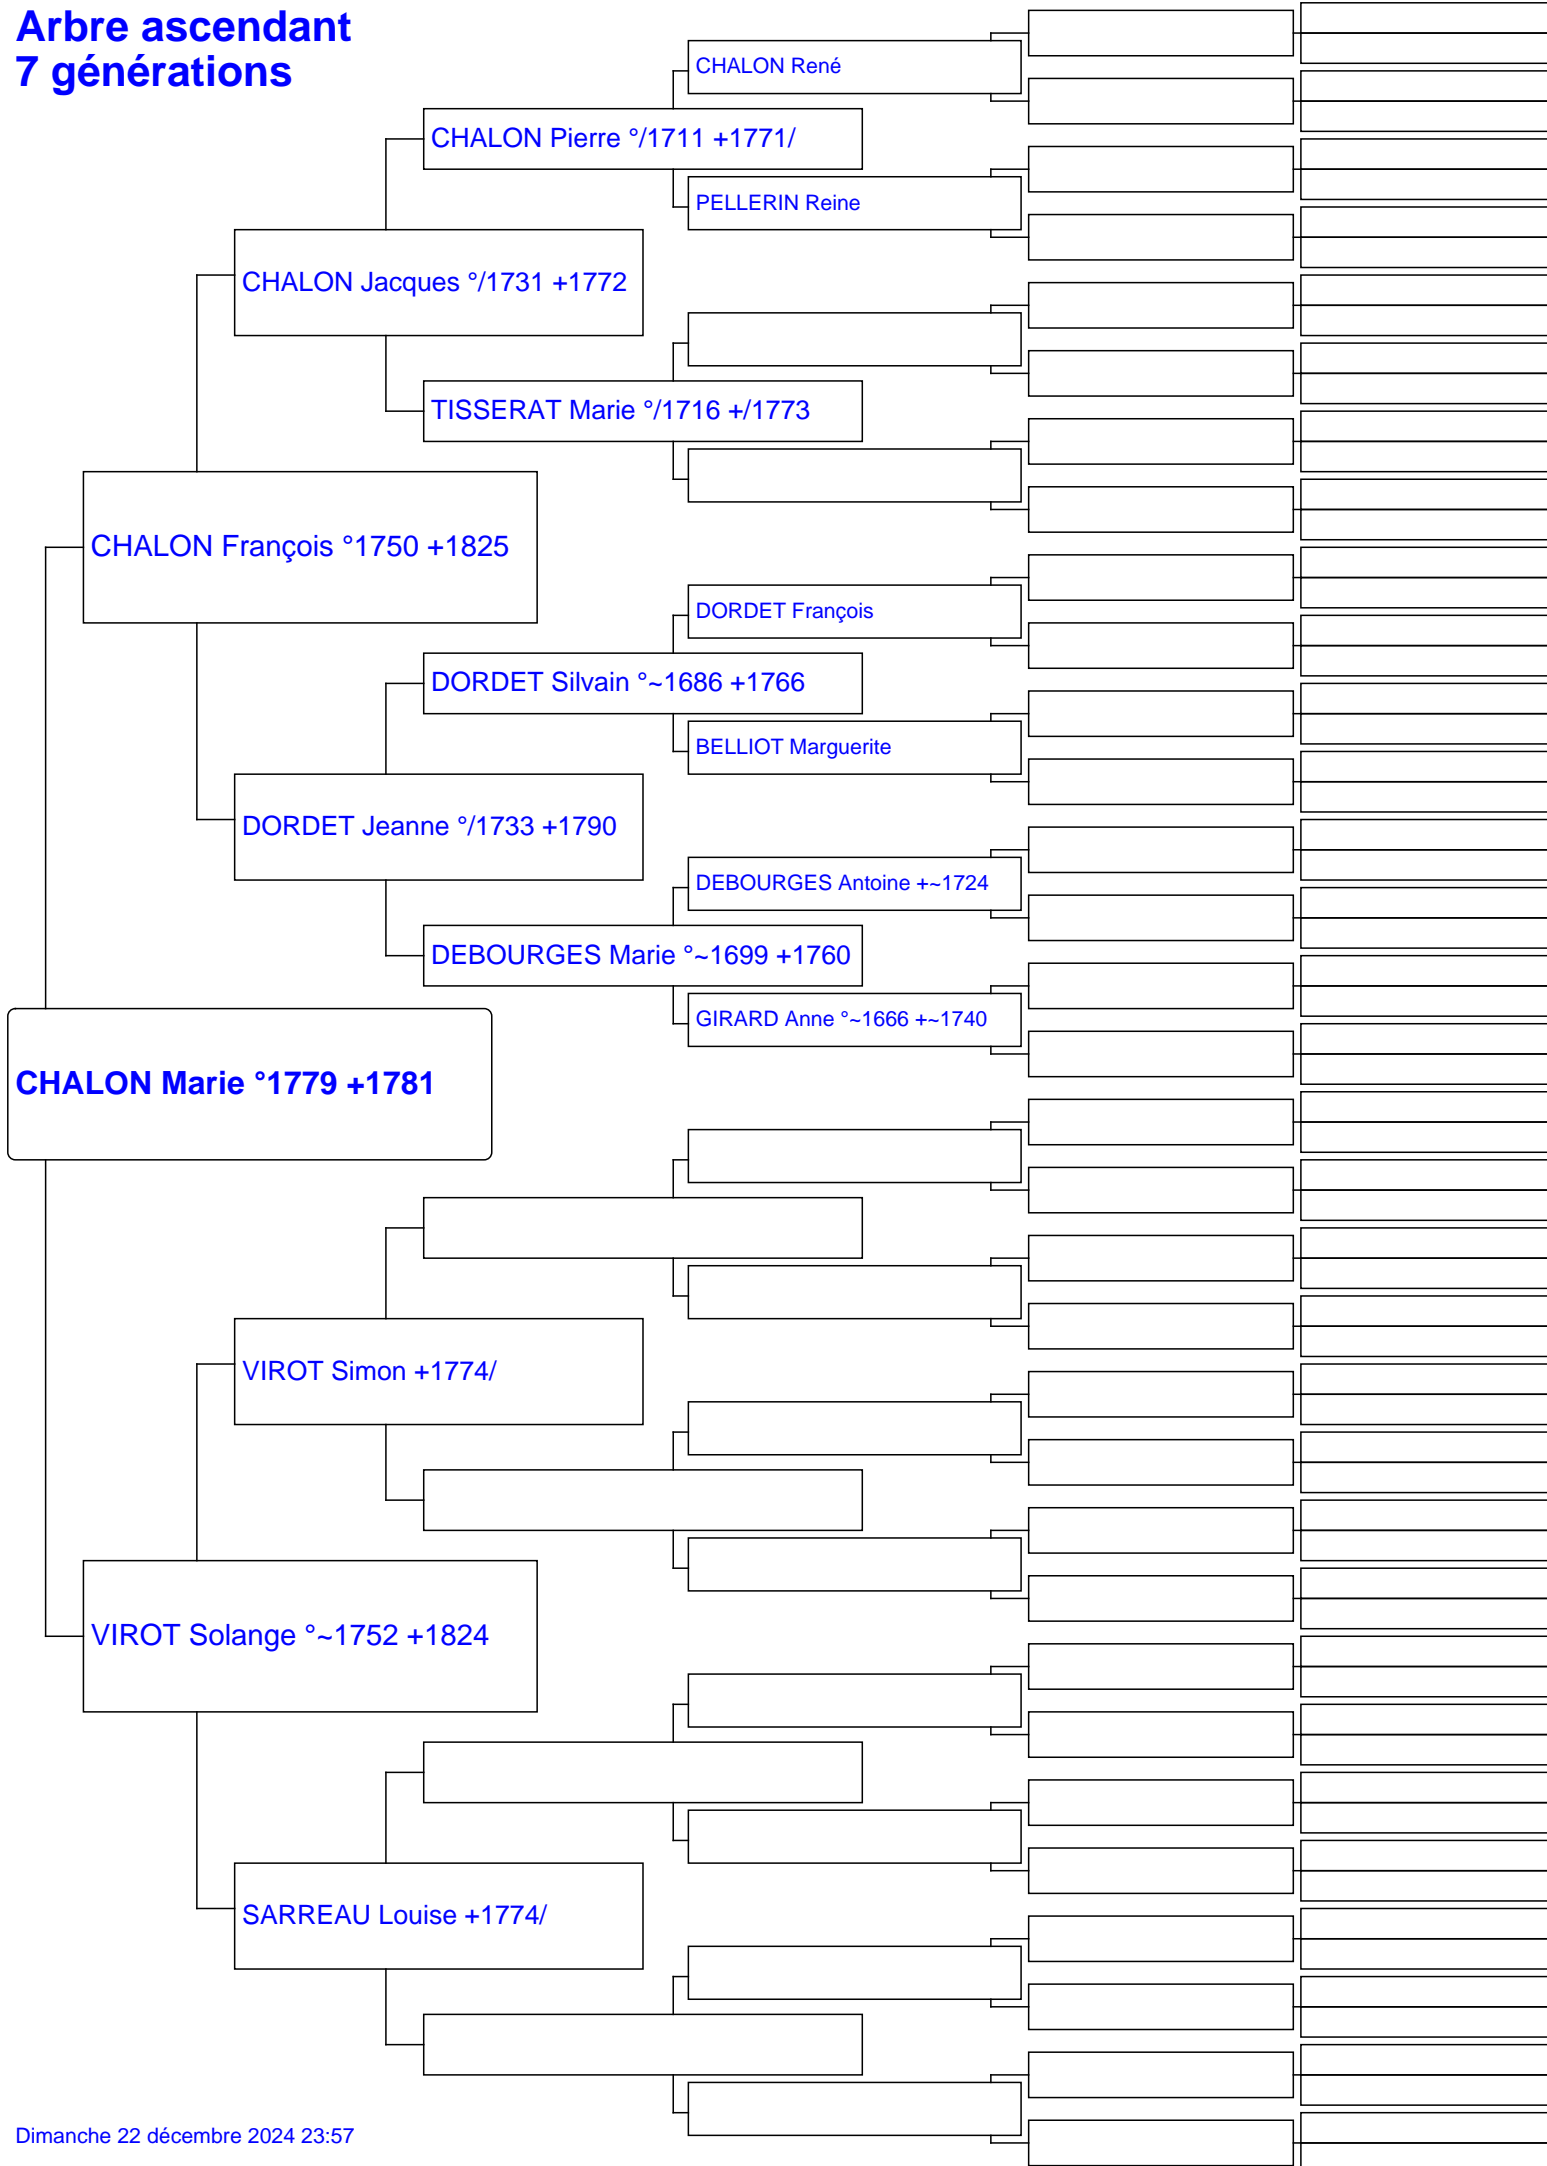 Arbre ascendant
7 générations
CHALON René
CHALON Pierre °/1711 +1771/
PELLERIN Reine
CHALON Jacques °/1731 +1772
TISSERAT Marie °/1716 +/1773
CHALON François °1750 +1825
DORDET François
DORDET Silvain °~1686 +1766
BELLIOT Marguerite
DORDET Jeanne °/1733 +1790
DEBOURGES Antoine +~1724
DEBOURGES Marie °~1699 +1760
GIRARD Anne °~1666 +~1740
CHALON Marie °1779 +1781
VIROT Simon +1774/
VIROT Solange °~1752 +1824
SARREAU Louise +1774/
Dimanche 22 décembre 2024 23:57